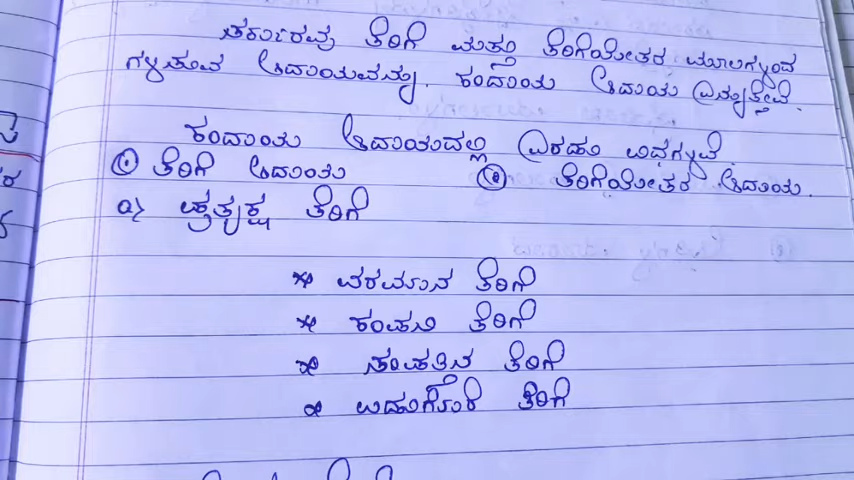 ಸರ್ಕಾರವು ತೆರಿಗೆ ಮತ್ತು ತೆರಿಗೆಯೇತರ ಮೂಲಗಳಿಂದ
ಗಳಿಸುವ ಆದಾಯವನ್ನು. ಕಂದಾಯ ಆದಾಯ ಎನ್ನುತ್ತೇವೆ.
ಕಂದಾಯ ಆದಾಯದಲ್ಲಿ ಎರಡು ವಿಧಗಳಿವೆ.
① ತೆರಿಗೆ ಆದಾಯ ② ತೆರಿಗೆಯೇತರ ಆದಾಯ.
a) ಪ್ರತ್ಯಕ್ಷ ತೆರಿಗೆ
* ವರಮಾನ ತೆರಿಗೆ
* ಕಂಪನಿ ತೆರಿಗೆ
* ಸಂಪತ್ತಿನ ತೆರಿಗೆ
* ಉಡುಗೊರೆ ತೆರಿಗೆ